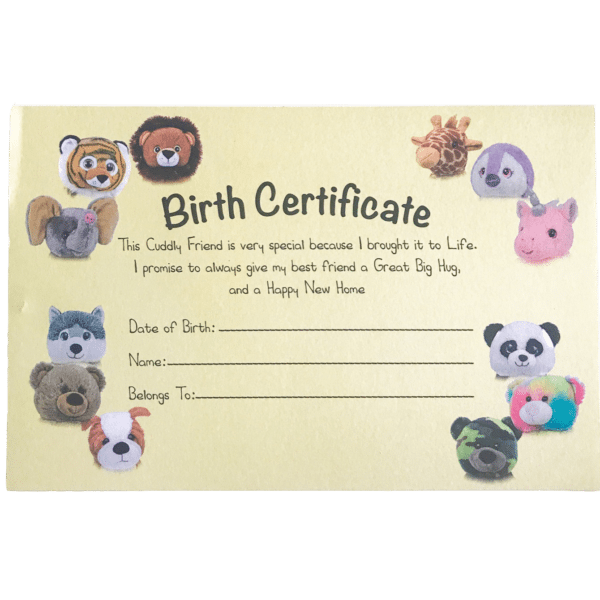 Birth Certificate
This Cuddly Friend is very special because I brought it to Life.
I promise to always give my best friend a Great Big Hug,
and a Happy New Home
Date of Birth:
Name:
Belongs To: